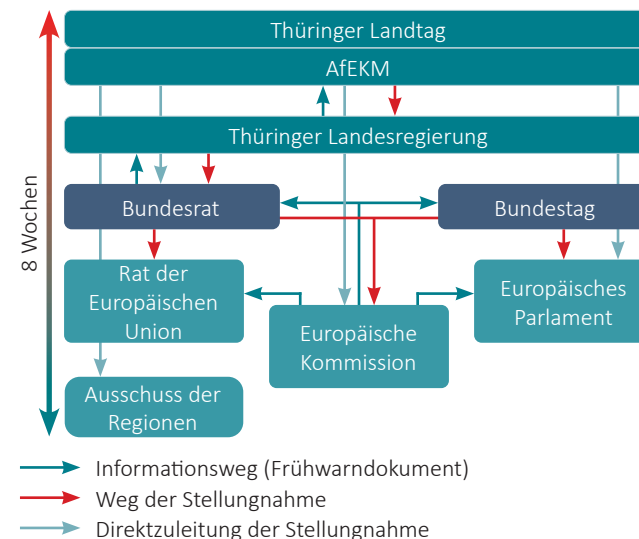 Thüringer Landtag
AfEKM
Thüringer Landesregierung
8 Wochen
Bundesrat
Bundestag
Rat der
Europäischen
Union
Europäische
Kommission
Europäisches
Parlament
Ausschuss der
Regionen
Informationsweg (Frühwarndokument)
Weg der Stellungnahme
Direktzuleitung der Stellungnahme